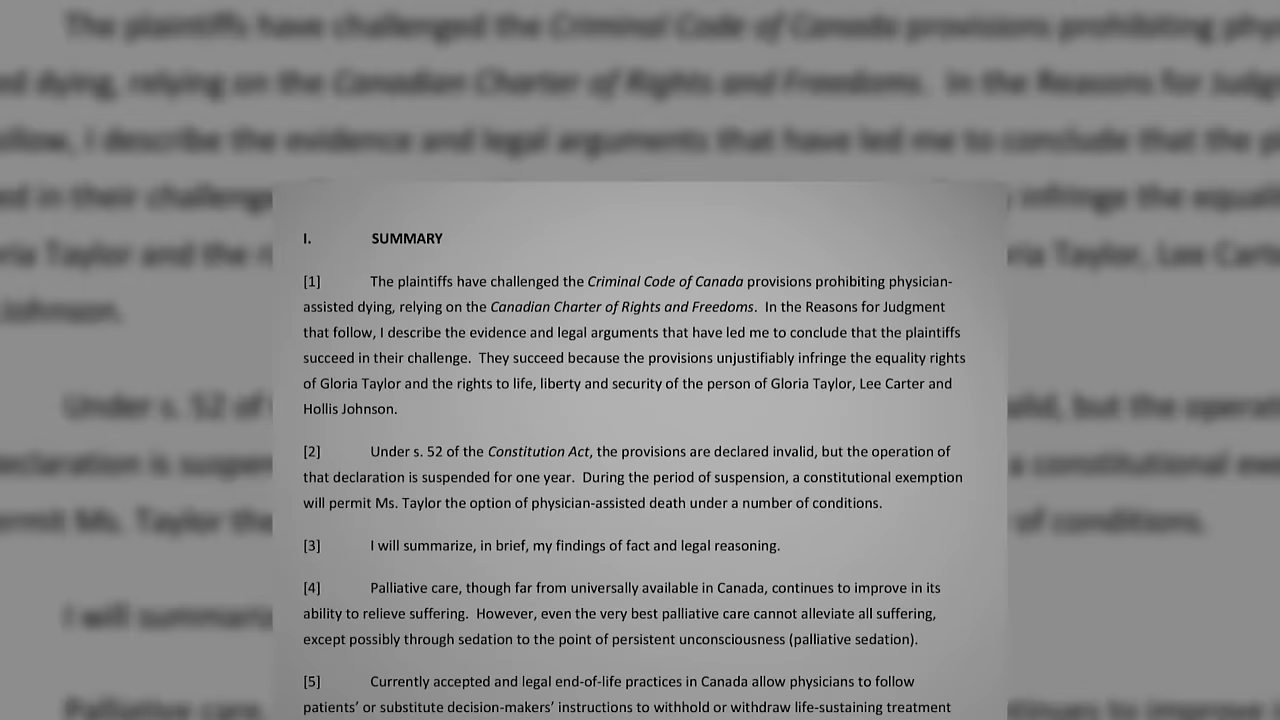 I. SUMMARY
[1] The plaintiffs have challenged the Criminal Code of Canada provisions prohibiting physician-
assisted dying, relying on the Canadian Charter of Rights and Freedoms. In the Reasons for Judgment
that follow, I describe the evidence and legal arguments that have led me to conclude that the plaintiffs
succeed in their challenge. They succeed because the provisions unjustifiably infringe the equality rights
of Gloria Taylor and the rights to life, liberty and security of the person of Gloria Taylor, Lee Carter and
Hollis Johnson.
[2] Under s. 52 of the Constitution Act, the provisions are declared invalid, but the operation of
that declaration is suspended for one year. During the period of suspension, a constitutional exemption
will permit Ms. Taylor the option of physician-assisted death under a number of conditions.
[3] I will summarize, in brief, my findings of fact and legal reasoning.
[4] Palliative care, though far from universally available in Canada, continues to improve in its
ability to relieve suffering. However, even the very best palliative care cannot alleviate all suffering,
except possibly through sedation to the point of persistent unconsciousness (palliative sedation).
[5] Currently accepted and legal end-of-life practices in Canada allow physicians to follow
patients' or substitute decision-makers' instructions to withhold or withdraw life-sustaining treatment